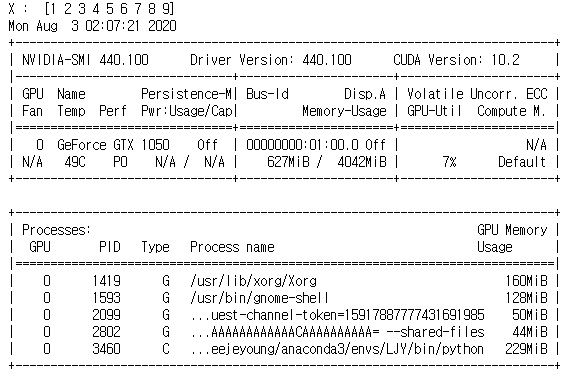 X :  [1 2 3 4 5 6 7 8 9]
Mon Aug  3 02:07:21 2020
+-----------------------------------------------------------------------------+
| NVIDIA-SMI 440.100      Driver Version: 440.100      CUDA Version: 10.2     |
|-------------------------------+----------------------+----------------------+
| GPU  Name        Persistence-M| Bus-Id        Disp.A | Volatile Uncorr. ECC |
| Fan  Temp  Perf  Pwr:Usage/Cap|         Memory-Usage | GPU-Util  Compute M. |
|===============================+======================+======================|
|   0  GeForce GTX 1050    Off  | 00000000:01:00.0 Off |                  N/A |
| N/A   49C    P0    N/A /  N/A |    627MiB /  4042MiB |      7%      Default |
+-------------------------------+----------------------+----------------------+

+-----------------------------------------------------------------------------+
| Processes:                                                       GPU Memory |
|  GPU       PID   Type   Process name                             Usage      |
|=============================================================================|
|    0      1419      G   /usr/lib/xorg/Xorg                           160MiB |
|    0      1593      G   /usr/bin/gnome-shell                         128MiB |
|    0      2099      G   ...uest-channel-token=15917887777431691985    50MiB |
|    0      2802      G   ...AAAAAAAAAAAACAAAAAAAAAA= --shared-files    44MiB |
|    0      3460      C   ...eejeyoung/anaconda3/envs/LJY/bin/python   229MiB |
+-----------------------------------------------------------------------------+